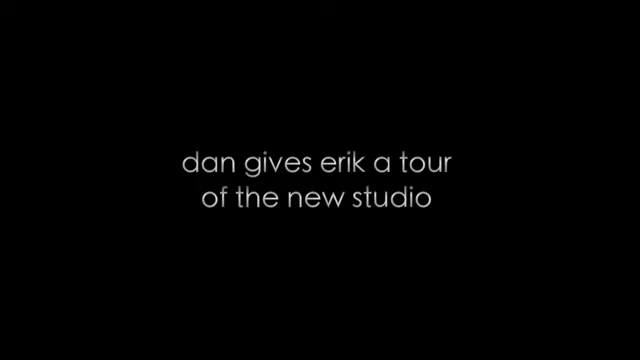 dan gives erik a tour
of the new studio